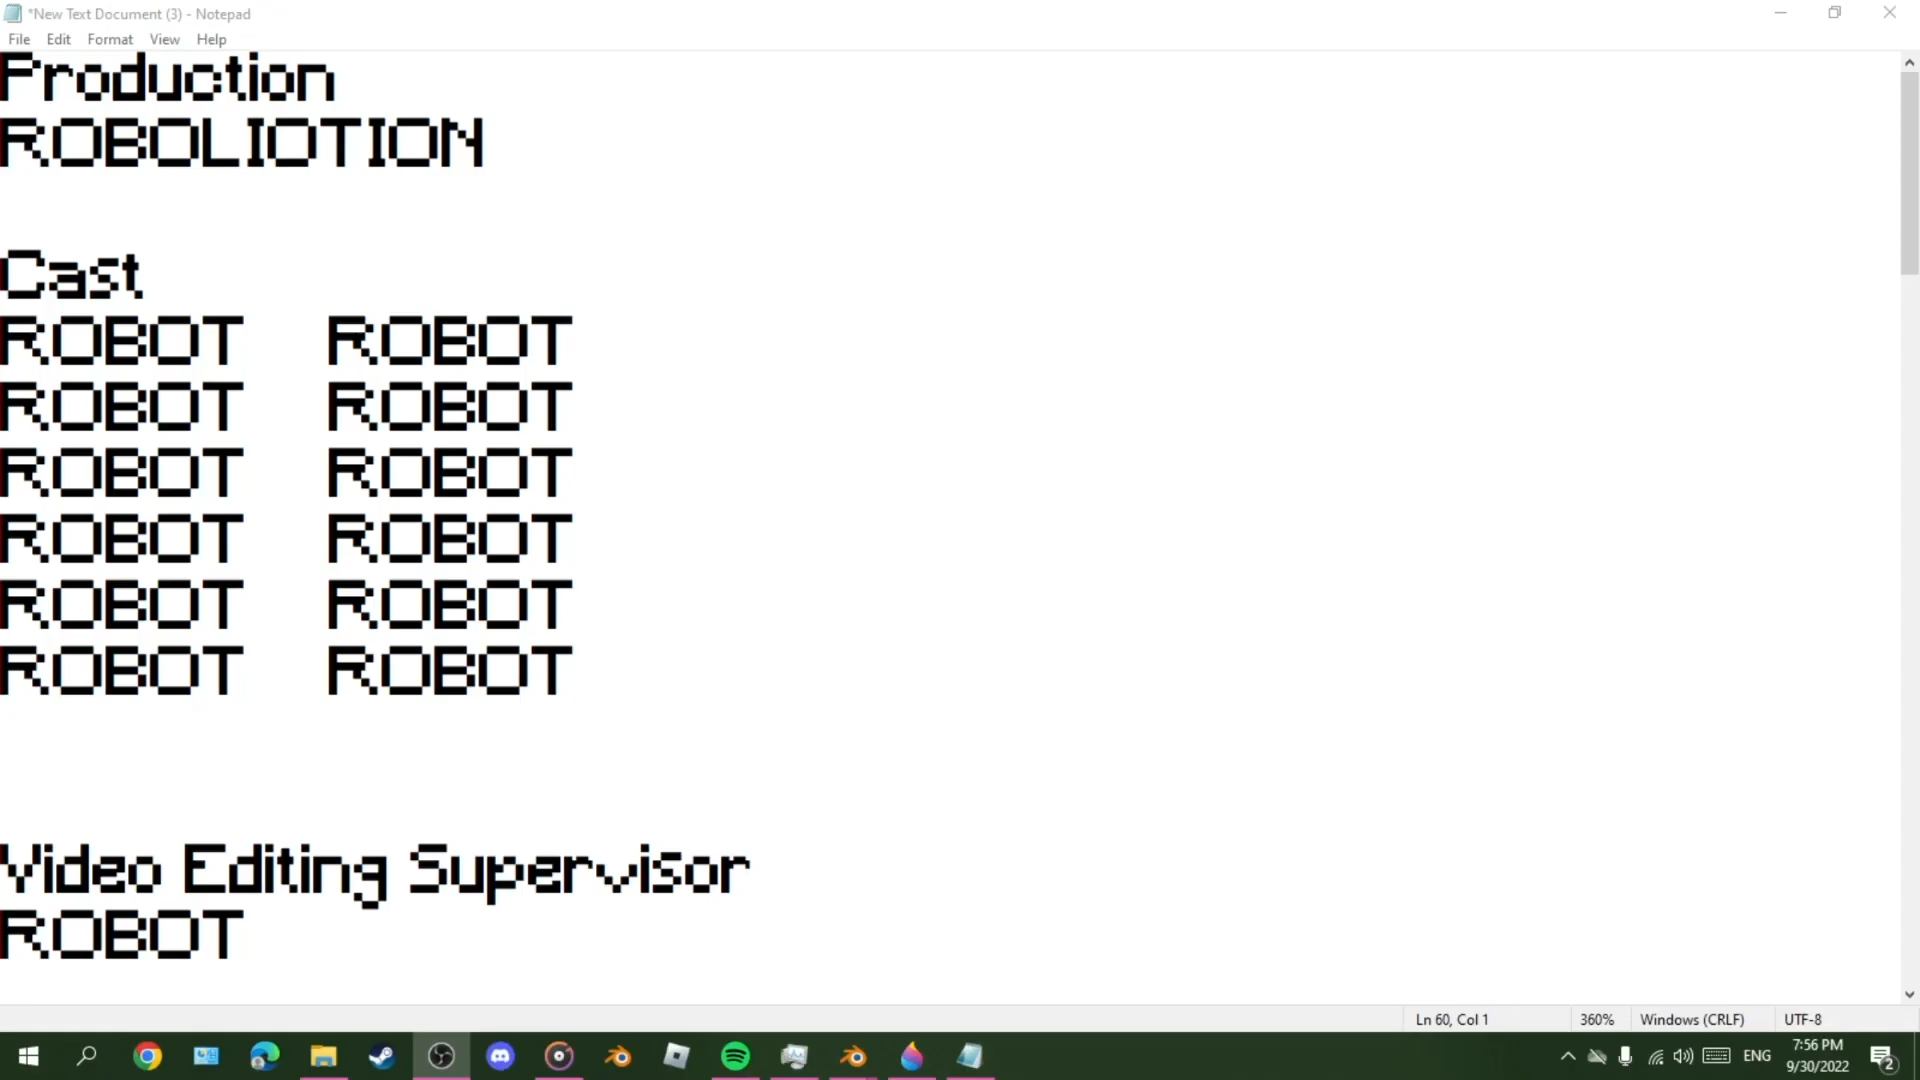 *New Text Document (3) - Notepad
File Edit Format View Help
Production
ROBOLIOTION
Cast
ROBOT ROBOT
ROBOT ROBOT
ROBOT ROBOT
ROBOT ROBOT
ROBOT ROBOT
ROBOT ROBOT
Video Editing Supervisor
ROBOT
Ln 60, Col 1 360% Windows (CRLF) UTF-8
ENG
7:56 PM
9/30/2022
2